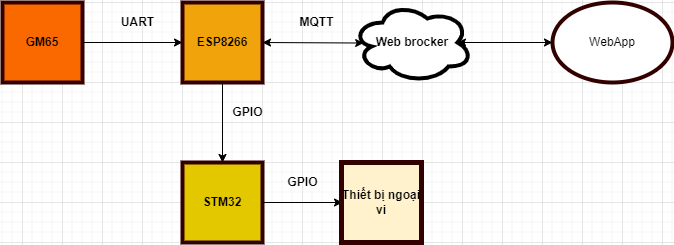 UART
MQTT
GM65
ESP8266
Web brocker
WebApp
GPIO
GPIO
STM32
Thiết bị ngoại
vi